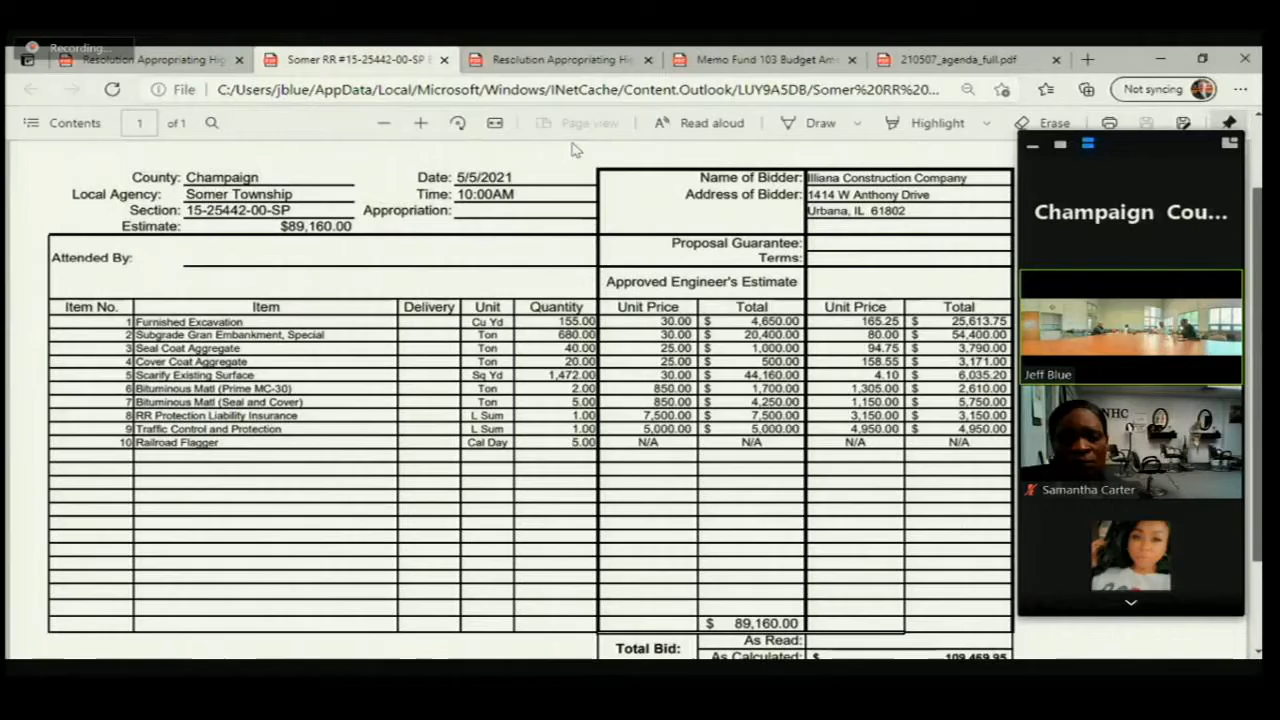 Recording...
Resolution Appropriating Hig
Somer RR #15-25442-00-SP
Resolution Appropriating Hi
Memo Fund 103 Budget Am
210507_agenda_full.pdf
File
C:/Users/jblue/AppData/Local/Microsoft/Windows/INetCache/Content.Outlook/LUY9A5DB/Somer%20RR%20...
Not syncing
Contents 1 of 1 Page view Read aloud Draw Highlight Erase
County: Champaign Date: 5/5/2021 Name of Bidder: Illiana Construction Company
Local Agency: Somer Township Time: 10:00AM Address of Bidder: 1414 W Anthony Drive
Section: 15-25442-00-SP Appropriation: Urbana, IL 61802
Estimate: $89,160.00
Proposal Guarantee:
Attended By: Terms:
Approved Engineer's Estimate
Item No. Item Delivery Unit Quantity Unit Price Total Unit Price Total
1 Furnished Excavation Cu Yd 155.00 30.00 $ 4,650.00 165.25 $ 25,613.75
2 Subgrade Gran Embankment, Special Ton 680.00 30.00 $ 20,400.00 80.00 $ 54,400.00
3 Seal Coat Aggregate Ton 40.00 25.00 $ 1,000.00 94.75 $ 3,790.00
4 Cover Coat Aggregate Ton 20.00 25.00 $ 500.00 158.55 $ 3,171.00
5 Scarify Existing Surface Sq Yd 1,472.00 30.00 $ 44,160.00 4.10 $ 6,035.20
6 Bituminous Matl (Prime MC-30) Ton 2.00 850.00 $ 1,700.00 1,305.00 $ 2,610.00
7 Bituminous Matl (Seal and Cover) Ton 5.00 850.00 $ 4,250.00 1,150.00 $ 5,750.00
8 RR Protection Liability Insurance L Sum 1.00 7,500.00 $ 7,500.00 3,150.00 $ 3,150.00
9 Traffic Control and Protection L Sum 1.00 5,000.00 $ 5,000.00 4,950.00 $ 4,950.00
10 Railroad Flagger Cal Day 5.00 N/A N/A N/A N/A
$ 89,160.00
Total Bid: As Read:
As Calculated: $ 109,469.95
Champaign Cou...
Jeff Blue
NHC
Samantha Carter